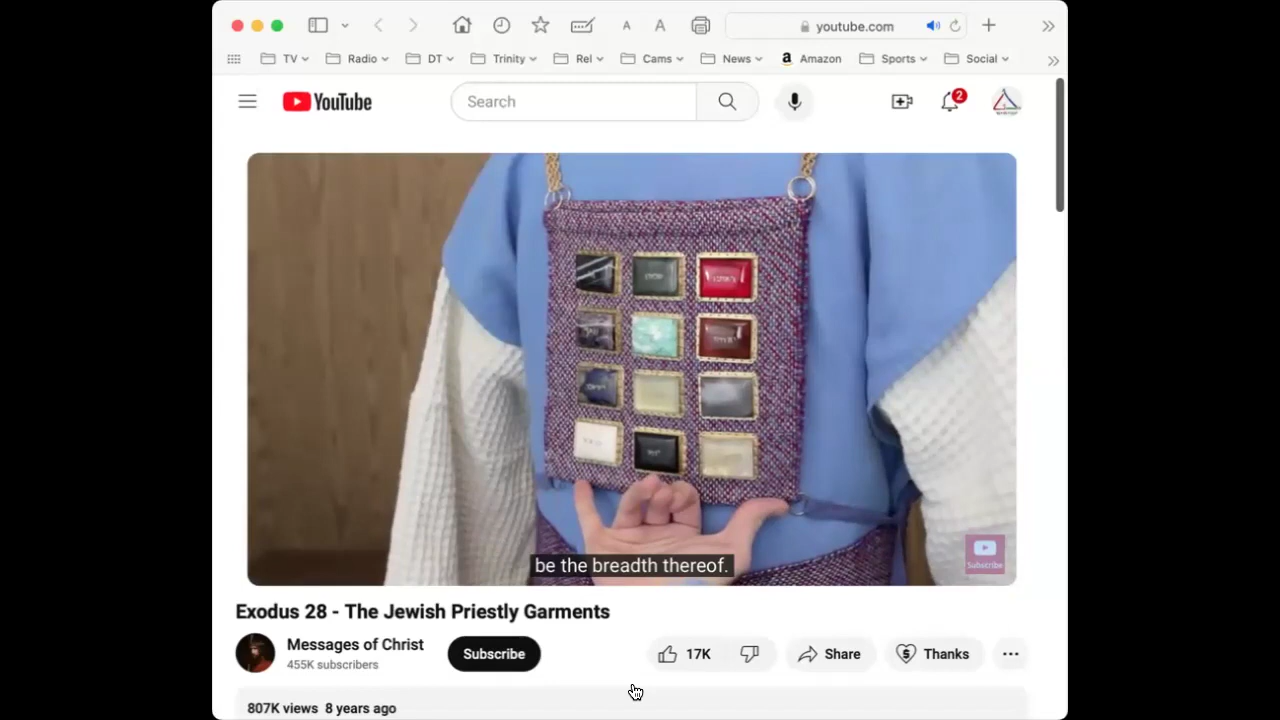 youtube.com
TV
Radio
DT
Trinity
Rel
Cams
News
Amazon
Sports
Social
YouTube
Search
2
be the breadth thereof.
Subscribe
Exodus 28 - The Jewish Priestly Garments
Messages of Christ
455K subscribers
Subscribe
17K
Share
Thanks
807K views 8 years ago